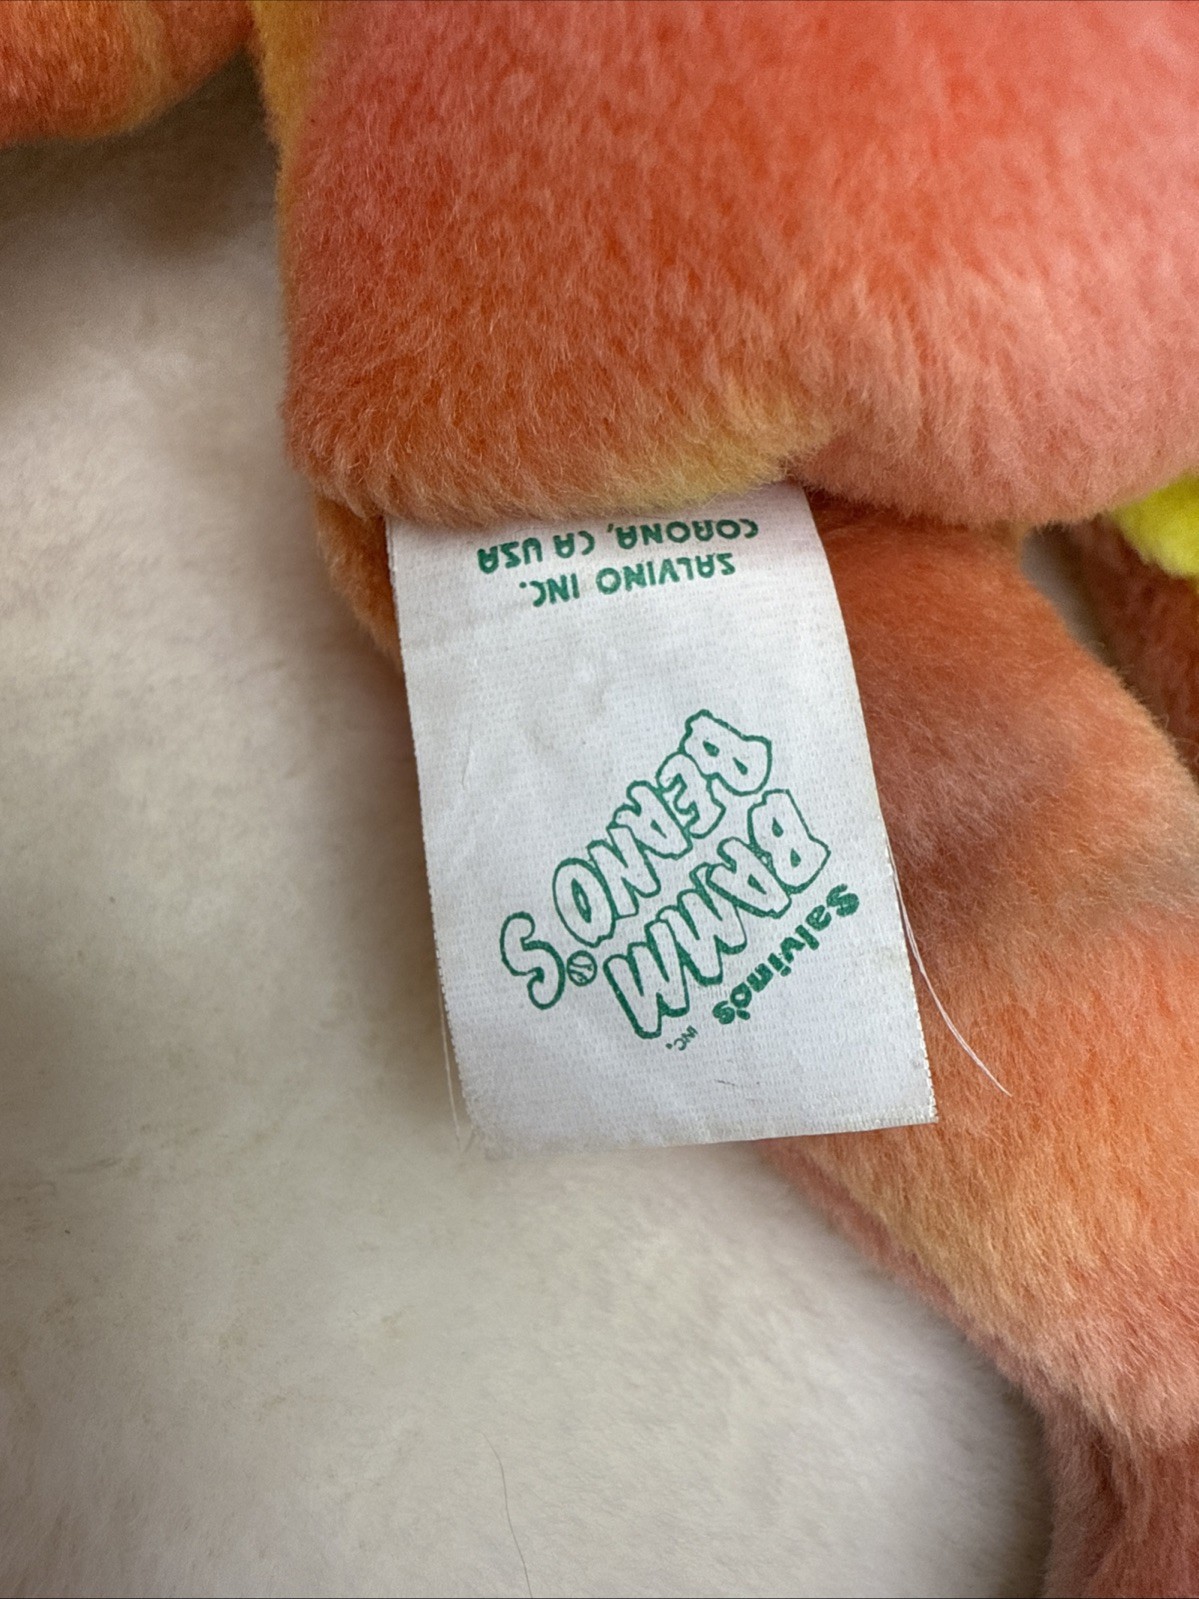 Salvino's INC.
BAMM
BEANO'S
SALVINO INC.
CORONA, CA USA